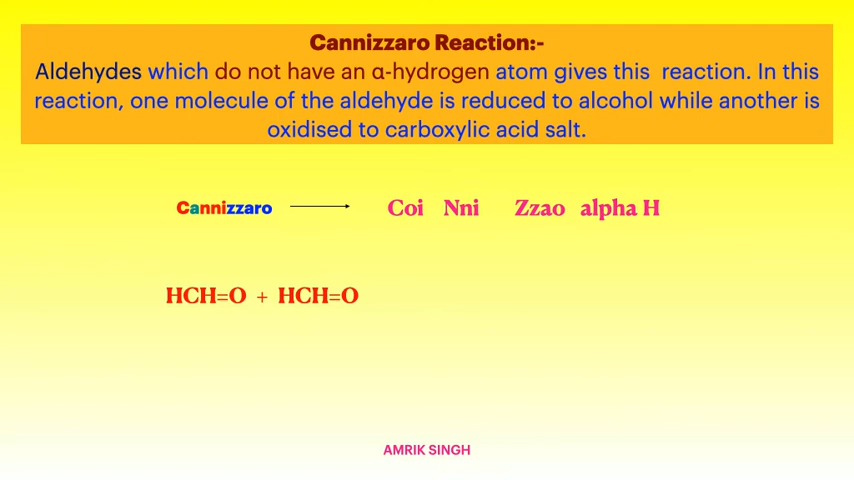 Cannizzaro Reaction:-
Aldehydes which do not have an α-hydrogen atom gives this reaction. In this
reaction, one molecule of the aldehyde is reduced to alcohol while another is
oxidised to carboxylic acid salt.
Cannizzaro → Coi Nni Zzao alpha H
HCH=O + HCH=O
AMRIK SINGH